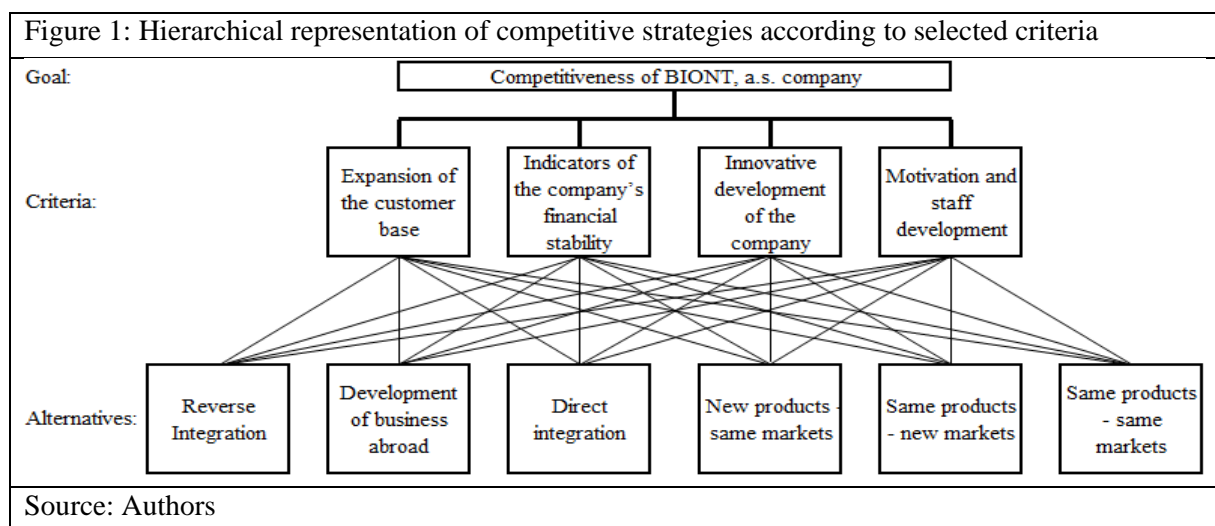 Figure 1: Hierarchical representation of competitive strategies according to selected criteria
Goal:
Competitiveness of BIONT, a.s. company
Criteria:
Expansion of
the customer
base
Indicators of
the company's
financial
stability
Innovative
development
of the
company
Motivation and
staff
development
Alternatives:
Reverse
Integration
Development
of business
abroad
Direct
integration
New products -
same markets
Same products
- new markets
Same products
- same
markets
Source: Authors